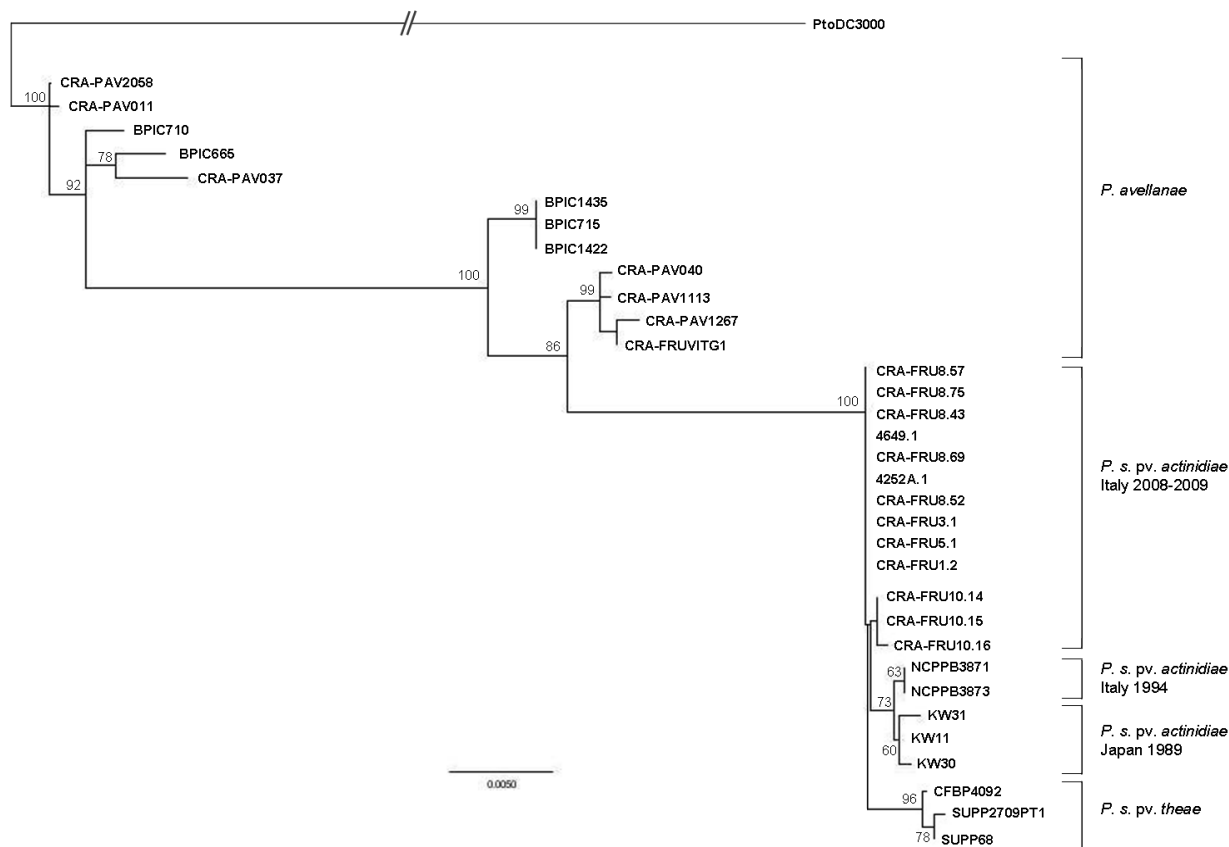 PtoDC3000
CRA-PAV2058
100
CRA-PAV011
BPIC710
BPIC665
78
CRA-PAV037
92
P. avellanae
BPIC1435
99
BPIC715
BPIC1422
100
CRA-PAV040
99
CRA-PAV1113
CRA-PAV1267
CRA-FRUVITG1
86
CRA-FRU8.57
CRA-FRU8.75
100
CRA-FRU8.43
4649.1
CRA-FRU8.69
4252A.1
CRA-FRU8.52
CRA-FRU3.1
CRA-FRU5.1
CRA-FRU1.2
P. s. pv. actinidiae
Italy 2008-2009
CRA-FRU10.14
CRA-FRU10.15
CRA-FRU10.16
NCPPB3871
63
NCPPB3873
P. s. pv. actinidiae
Italy 1994
73
KW31
KW11
60
KW30
P. s. pv. actinidiae
Japan 1989
0.0050
CFBP4092
96
SUPP2709PT1
78
SUPP68
P. s. pv. theae